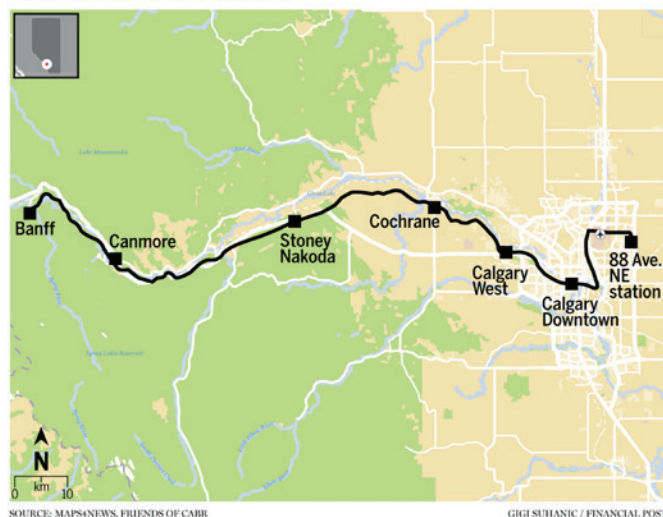 Banff
Canmore
Stoney
Nakoda
Cochrane
Calgary
West
Calgary
Downtown
88 Ave.
NE
station
N
0
10
km
SOURCE: MAPS4NEWS, FRIENDS OF CABR
GIGI SUHANIC / FINANCIAL POST